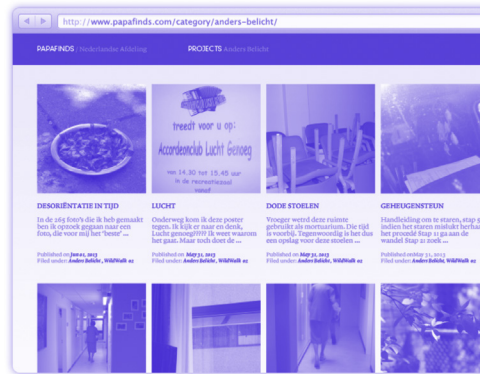 http://www.papafinds.com/category/anders-belicht/
PAPAFINDS / Nederlandse Afdeling
PROJECTS Anders Belicht
treedt voor u op:
Accordeonclub Lucht Genoeg
van 14.30 tot 15.45 uur
in de recreatiezaal
DESORIËNTATIE IN TIJD
In de 265 foto's die ik heb gemaakt
ben ik opzoek gegaan naar een
foto, die voor mij het 'beste' ...
Published on Jun 01, 2013
Filed under: Anders Belicht, WildWalk 02
LUCHT
Onderweg kom ik deze poster
tegen. Ik kijk er naar en denk,
Lucht genoeg????? Ik weet waarom
het gaat. Maar toch doet de ...
Published on May 31, 2013
Filed under: Anders Belicht, WildWalk 02
DODE STOELEN
Vroeger werd deze ruimte
gebruikt als mortuarium. Die tijd
is voorbij. Tegenwoordig is het dus
een opslag voor deze stoelen ...
Published on May 31, 2013
Filed under: Anders Belicht, WildWalk 02
GEHEUGENSTEUN
Handleiding om te staren, stap 9
indien het staren mislukt herha
het procedé Stap 11 ga aan de
wandel Stap 12 zoek ...
Published on May 31, 2013
Filed under: Anders Belicht, WildWalk 02